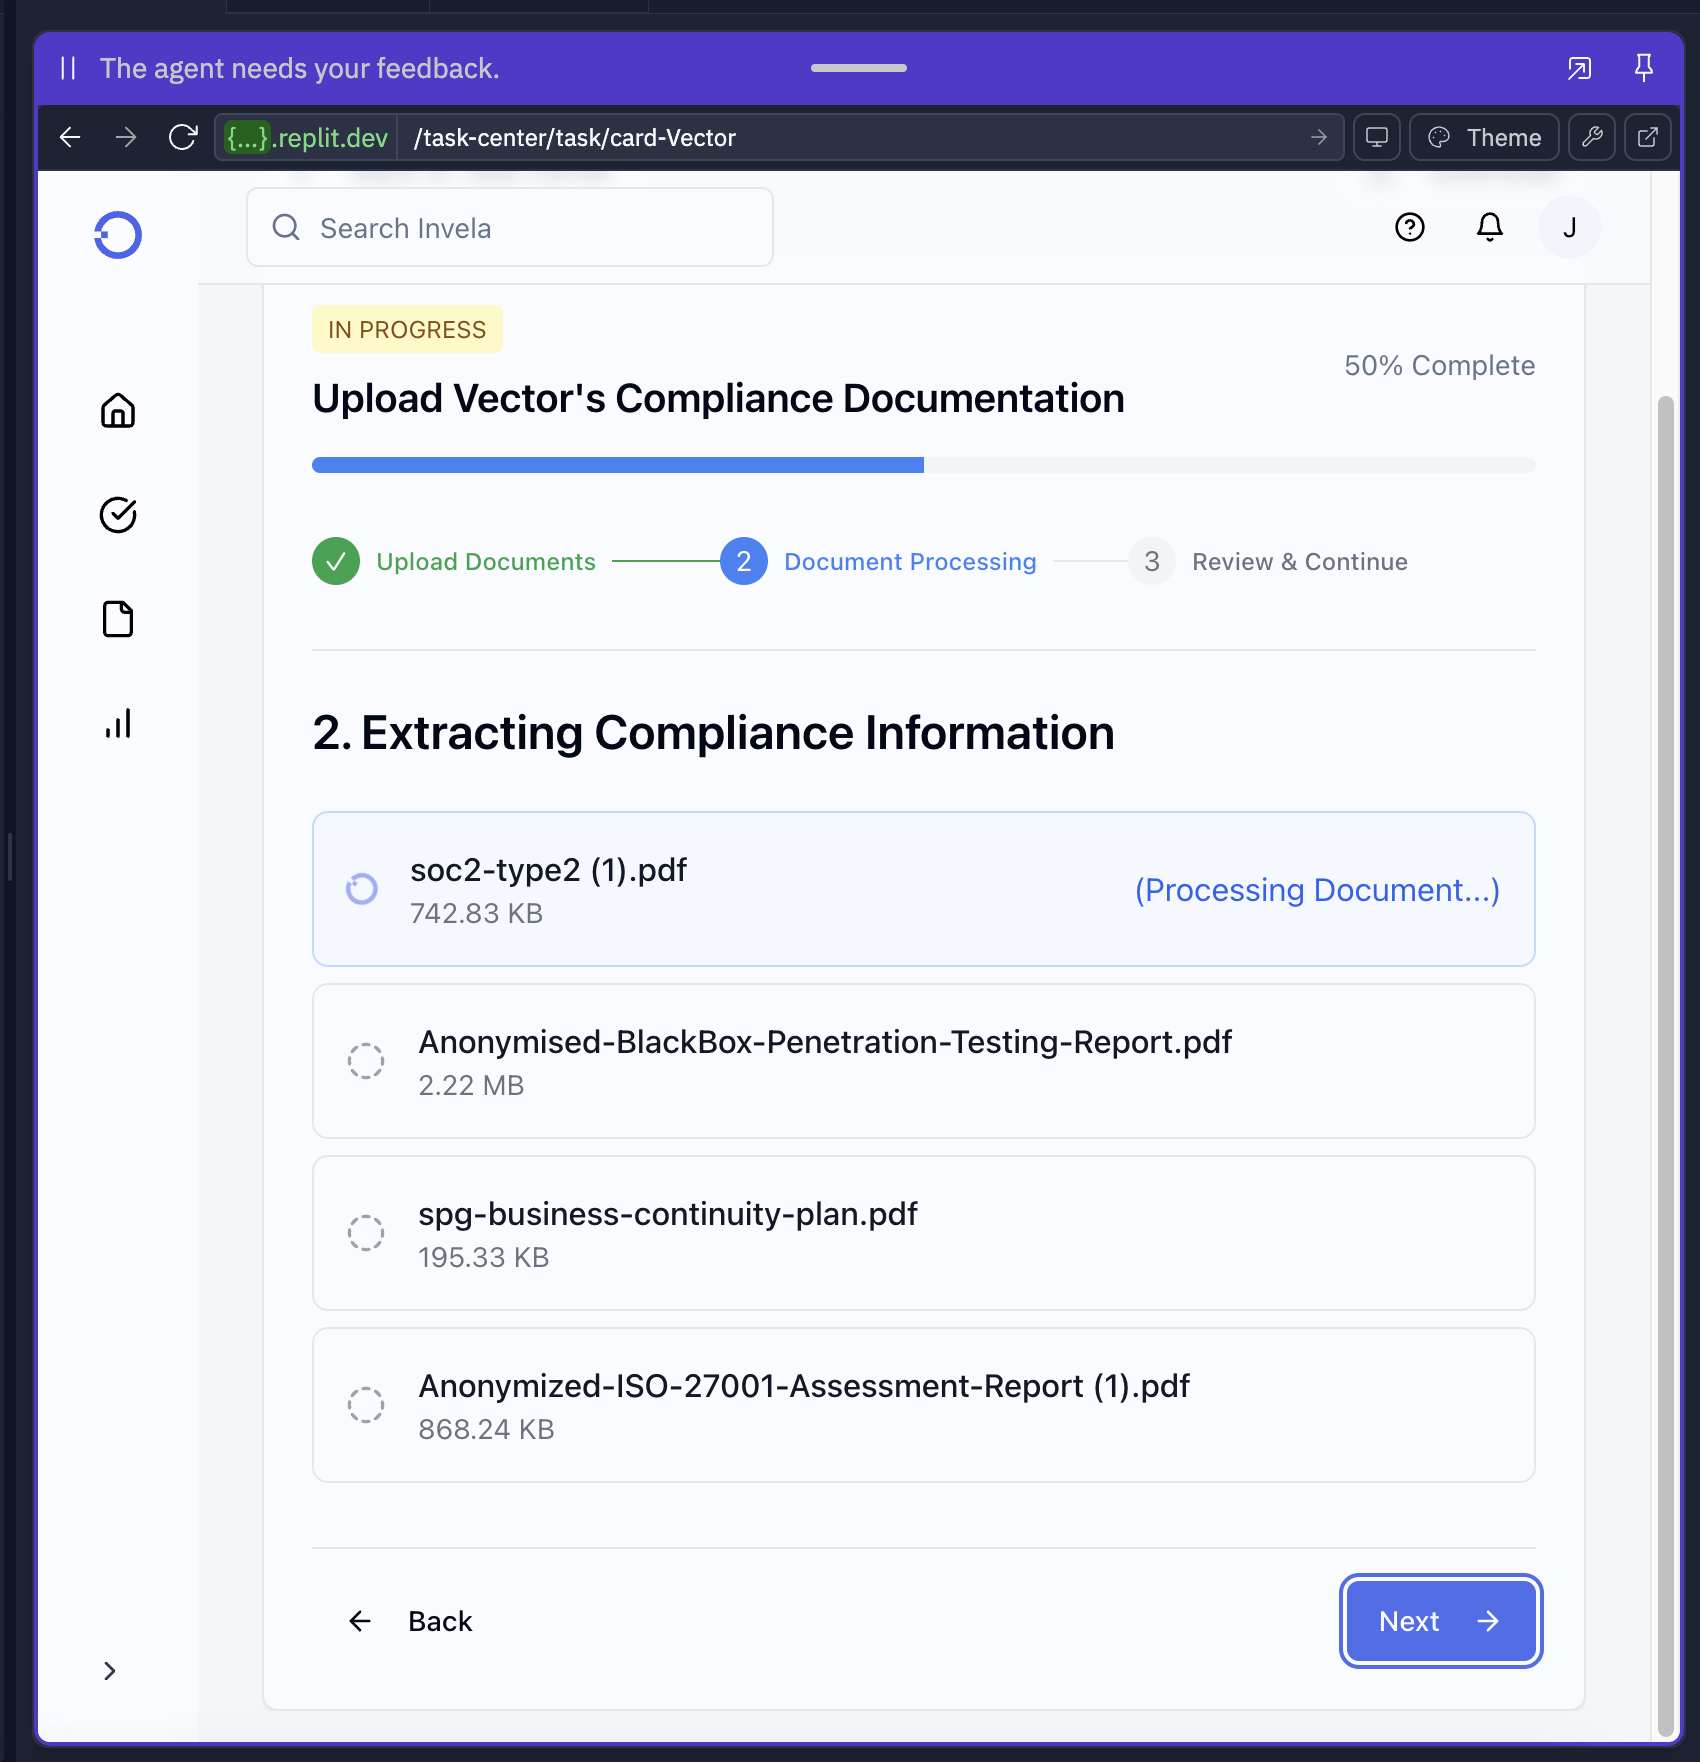 The agent needs your feedback.
{...}.replit.dev /task-center/task/card-Vector Theme
Search Invela
J
IN PROGRESS
50% Complete
Upload Vector's Compliance Documentation
Upload Documents 2 Document Processing 3 Review & Continue
2. Extracting Compliance Information
soc2-type2 (1).pdf
742.83 KB
(Processing Document...)
Anonymised-BlackBox-Penetration-Testing-Report.pdf
2.22 MB
spg-business-continuity-plan.pdf
195.33 KB
Anonymized-ISO-27001-Assessment-Report (1).pdf
868.24 KB
Back
Next